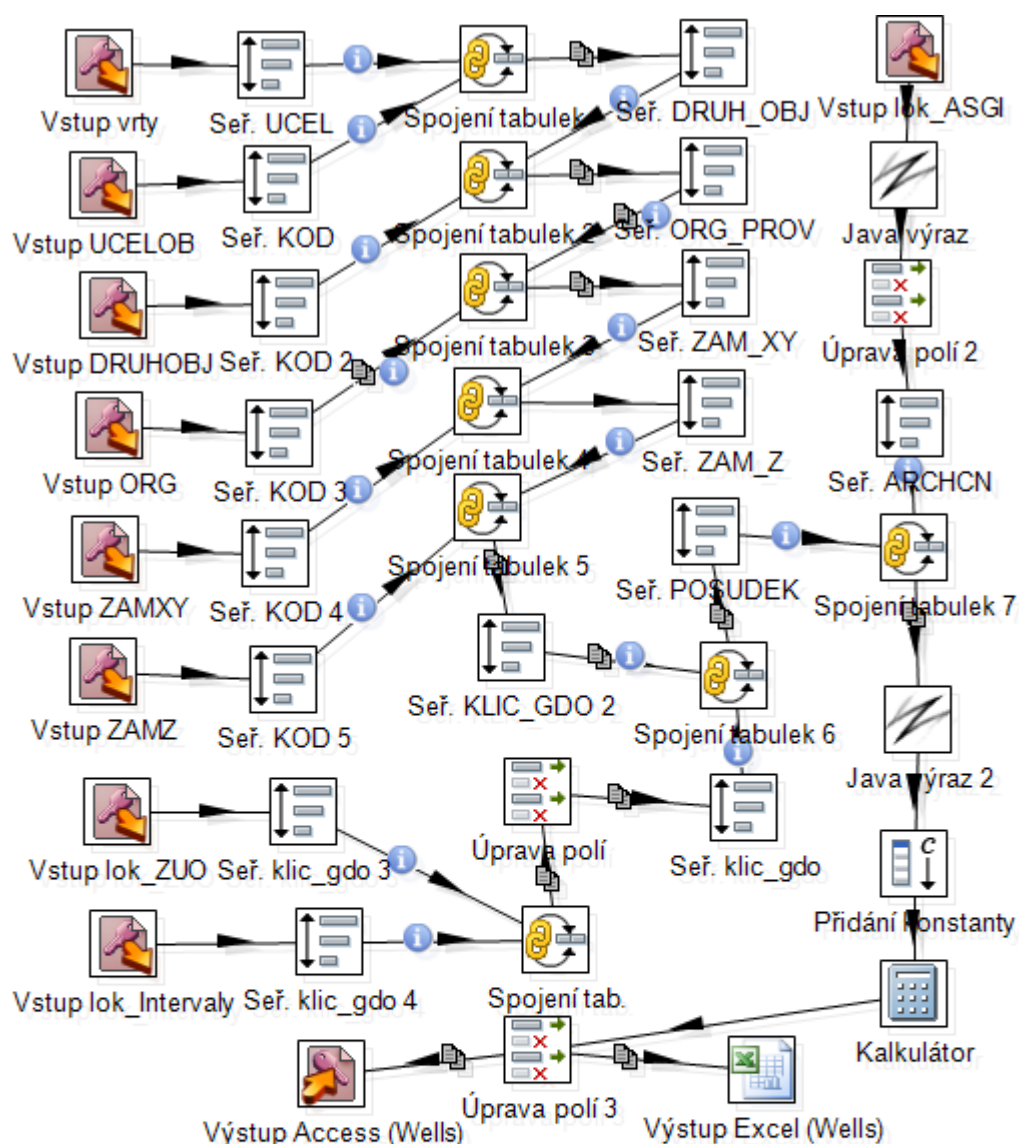 Vstup vrty
Seř. UCEL
Spojení tabulek
Seř. DRUH_OBJ
Vstup lok_ASGI
Vstup UCELOB
Seř. KOD
Spojení tabulek 2
Seř. ORG_PROV
Java výraz
Vstup DRUHOBJ
Seř. KOD 2
Spojení tabulek 3
Seř. ZAM_XY
Úprava polí 2
Vstup ORG
Seř. KOD 3
Spojení tabulek 4
Seř. ZAM_Z
Seř. ARCHCN
Vstup ZAMXY
Seř. KOD 4
Spojení tabulek 5
Seř. POSUDEK
Spojení tabulek 7
Vstup ZAMZ
Seř. KOD 5
Seř. KLIC_GDO 2
Spojení tabulek 6
Java výraz 2
Vstup lok_ZUO
Seř. klic_gdo 3
Úprava polí
Seř. klic_gdo
C
Přidání konstanty
Vstup lok_Intervaly
Seř. klic_gdo 4
Spojení tab.
Kalkulátor
Výstup Access (Wells)
Úprava polí 3
Výstup Excel (Wells)